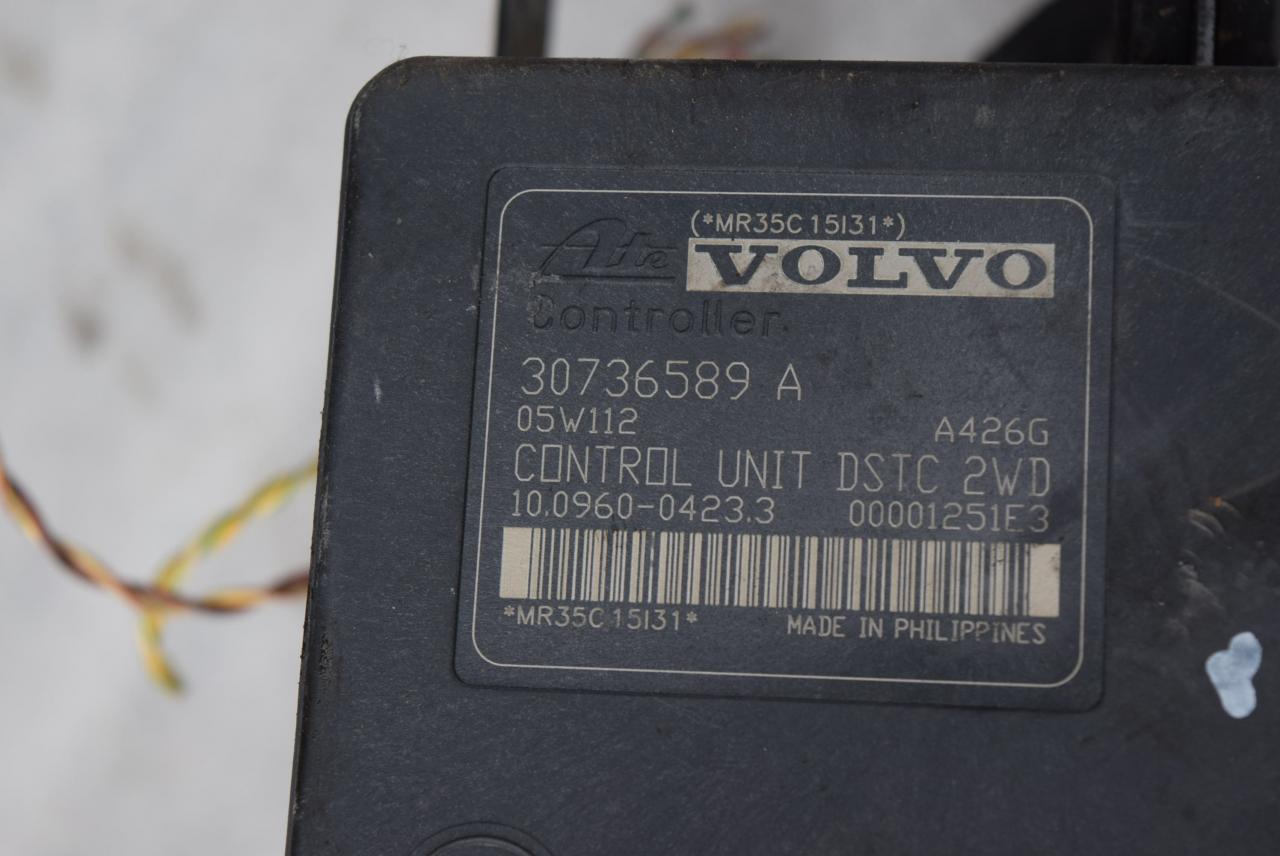 (*MR35C15I31*)
Ate VOLVO
Controller
30736589 A
05W112 A426G
CONTROL UNIT DSTC 2WD
10.0960-0423.3 00001251E3
*MR35C15I31* MADE IN PHILIPPINES